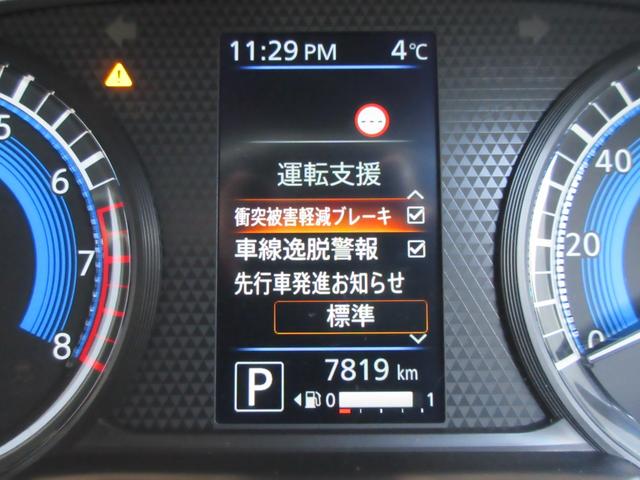 11:29 PM 4℃
---
運転支援
衝突被害軽減ブレーキ
車線逸脱警報
先行車発進お知らせ
標準
7819 km
P 0 1
5
6
7
8
40
20
0